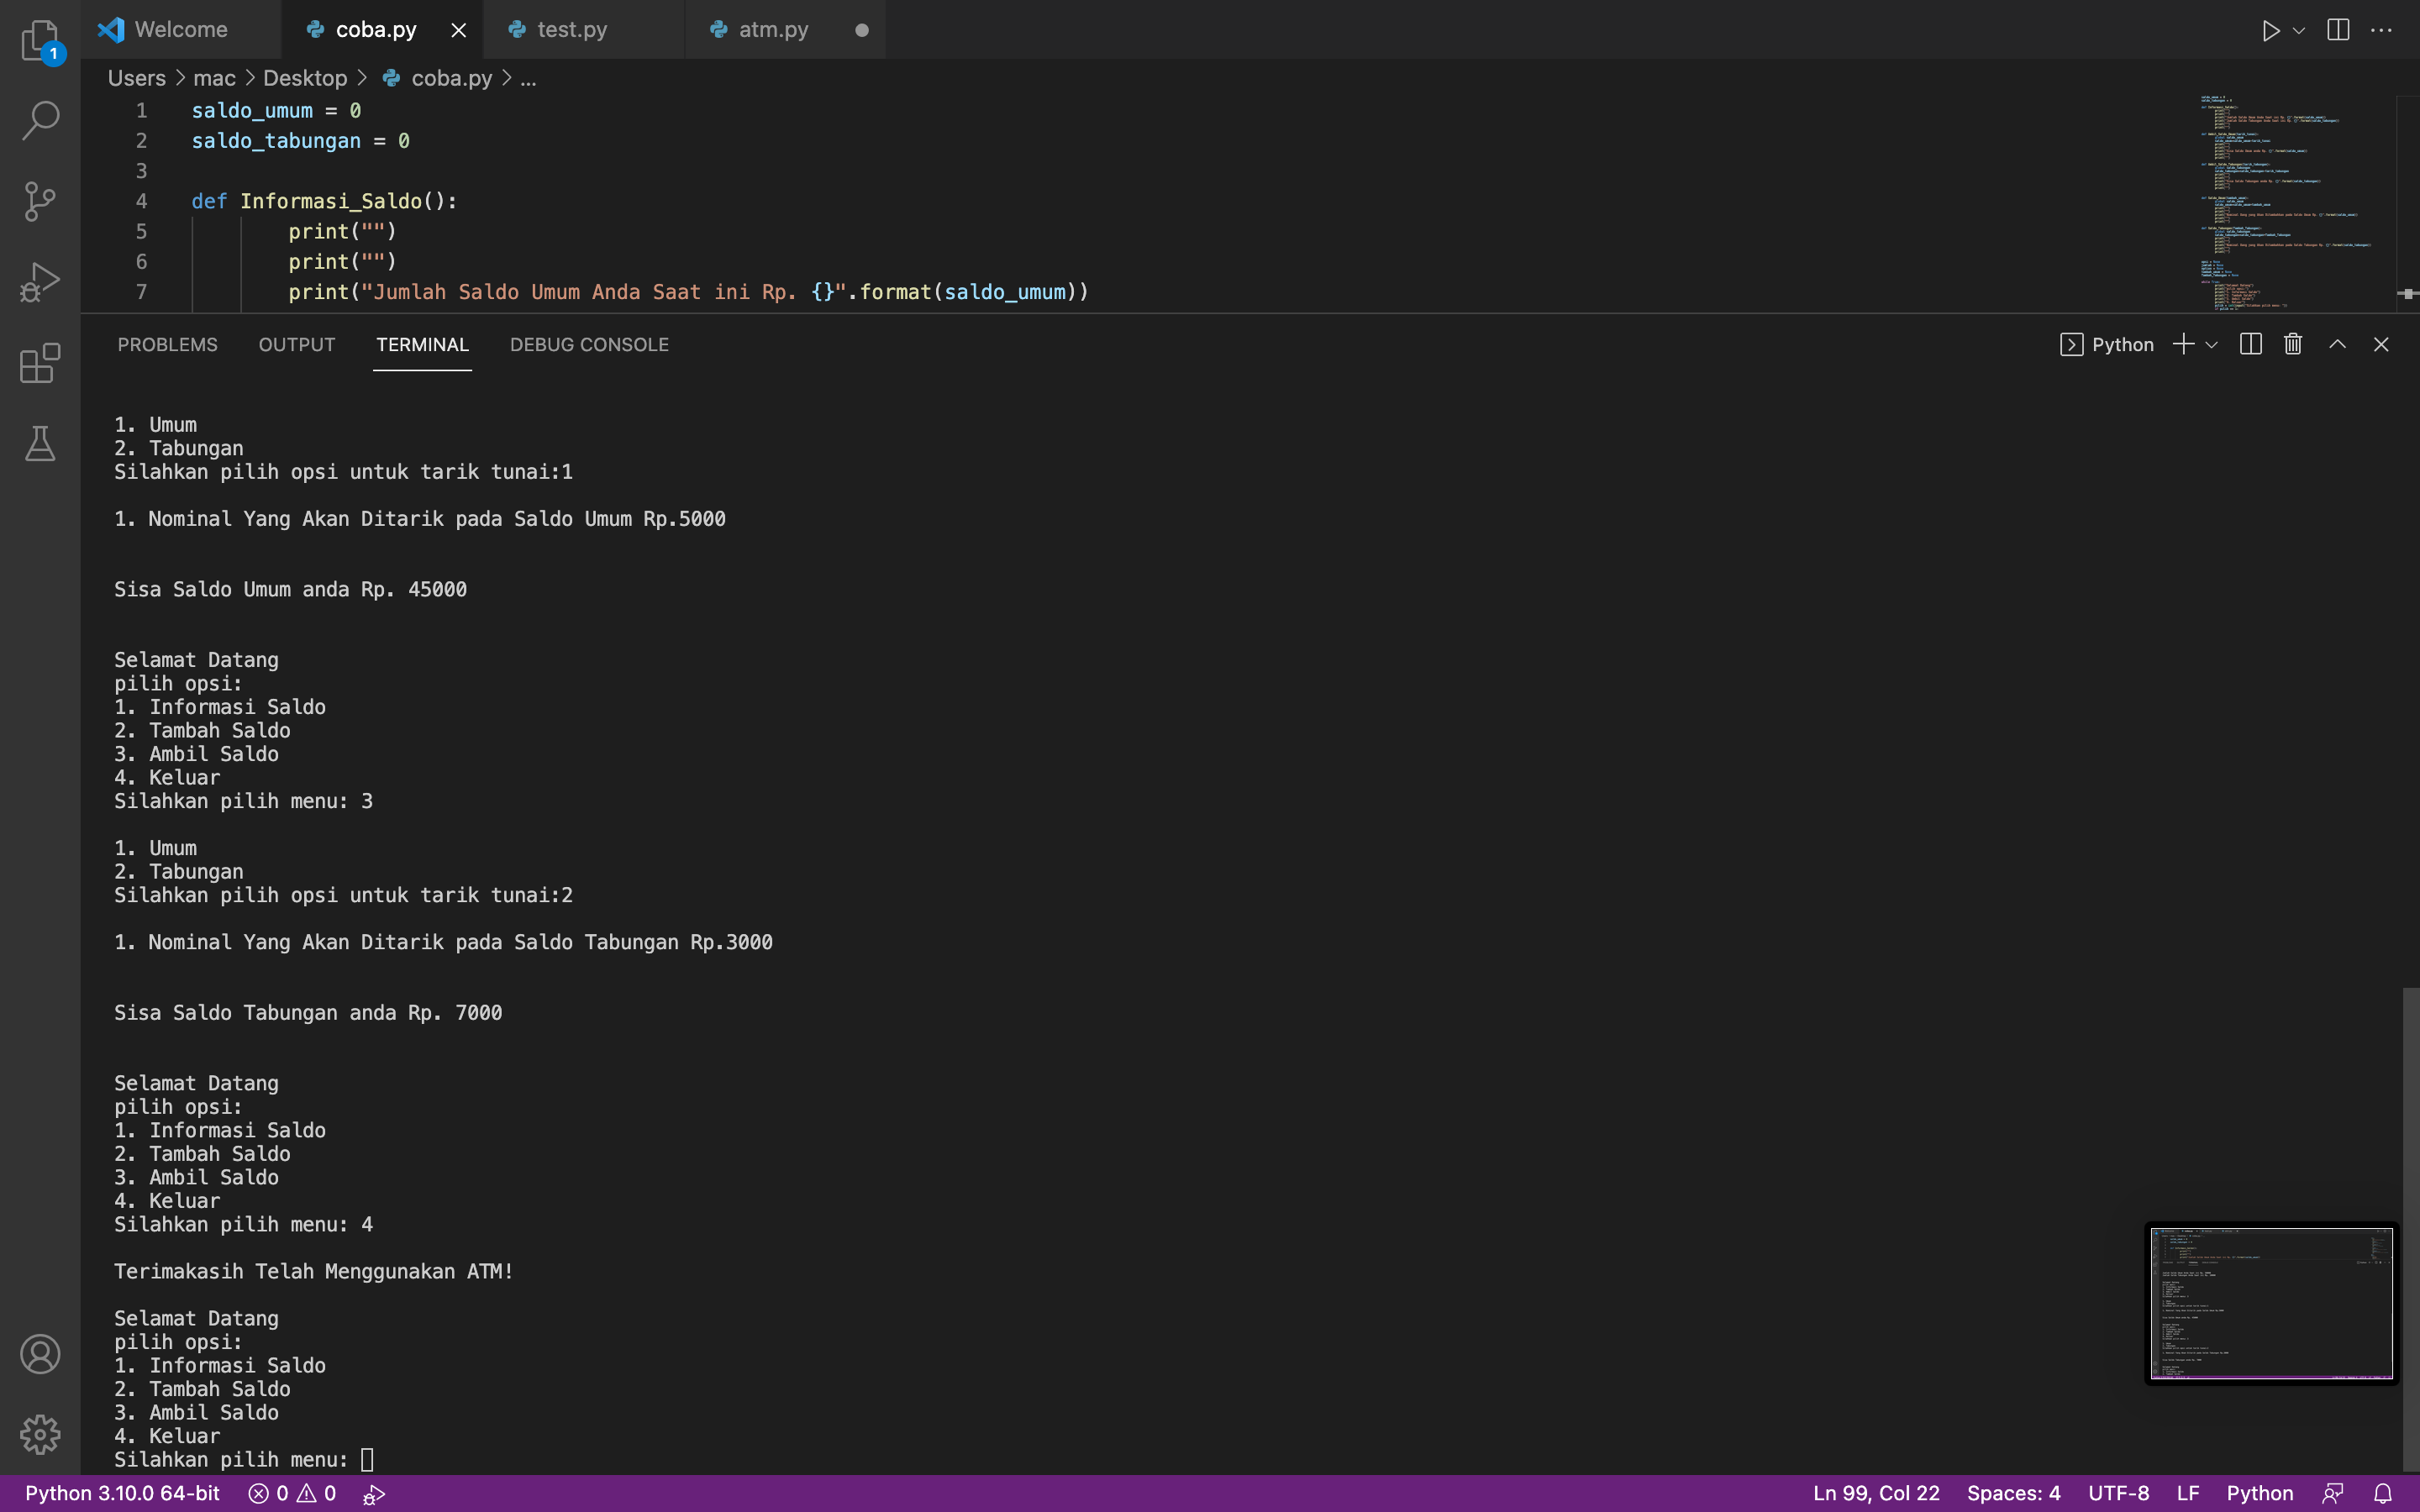 Welcome
coba.py
test.py
atm.py
1
Users > mac > Desktop > coba.py > ...
1 saldo_umum = 0
2 saldo_tabungan = 0
3
4 def Informasi_Saldo():
5 print("")
6 print("")
7 print("Jumlah Saldo Umum Anda Saat ini Rp. {}".format(saldo_umum))
PROBLEMS OUTPUT TERMINAL DEBUG CONSOLE
Python
1. Umum
2. Tabungan
Silahkan pilih opsi untuk tarik tunai:1
1. Nominal Yang Akan Ditarik pada Saldo Umum Rp.5000
Sisa Saldo Umum anda Rp. 45000
Selamat Datang
pilih opsi:
1. Informasi Saldo
2. Tambah Saldo
3. Ambil Saldo
4. Keluar
Silahkan pilih menu: 3
1. Umum
2. Tabungan
Silahkan pilih opsi untuk tarik tunai:2
1. Nominal Yang Akan Ditarik pada Saldo Tabungan Rp.3000
Sisa Saldo Tabungan anda Rp. 7000
Selamat Datang
pilih opsi:
1. Informasi Saldo
2. Tambah Saldo
3. Ambil Saldo
4. Keluar
Silahkan pilih menu: 4
Terimakasih Telah Menggunakan ATM!
Selamat Datang
pilih opsi:
1. Informasi Saldo
2. Tambah Saldo
3. Ambil Saldo
4. Keluar
Silahkan pilih menu:
Python 3.10.0 64-bit 0 0 Ln 99, Col 22 Spaces: 4 UTF-8 LF Python